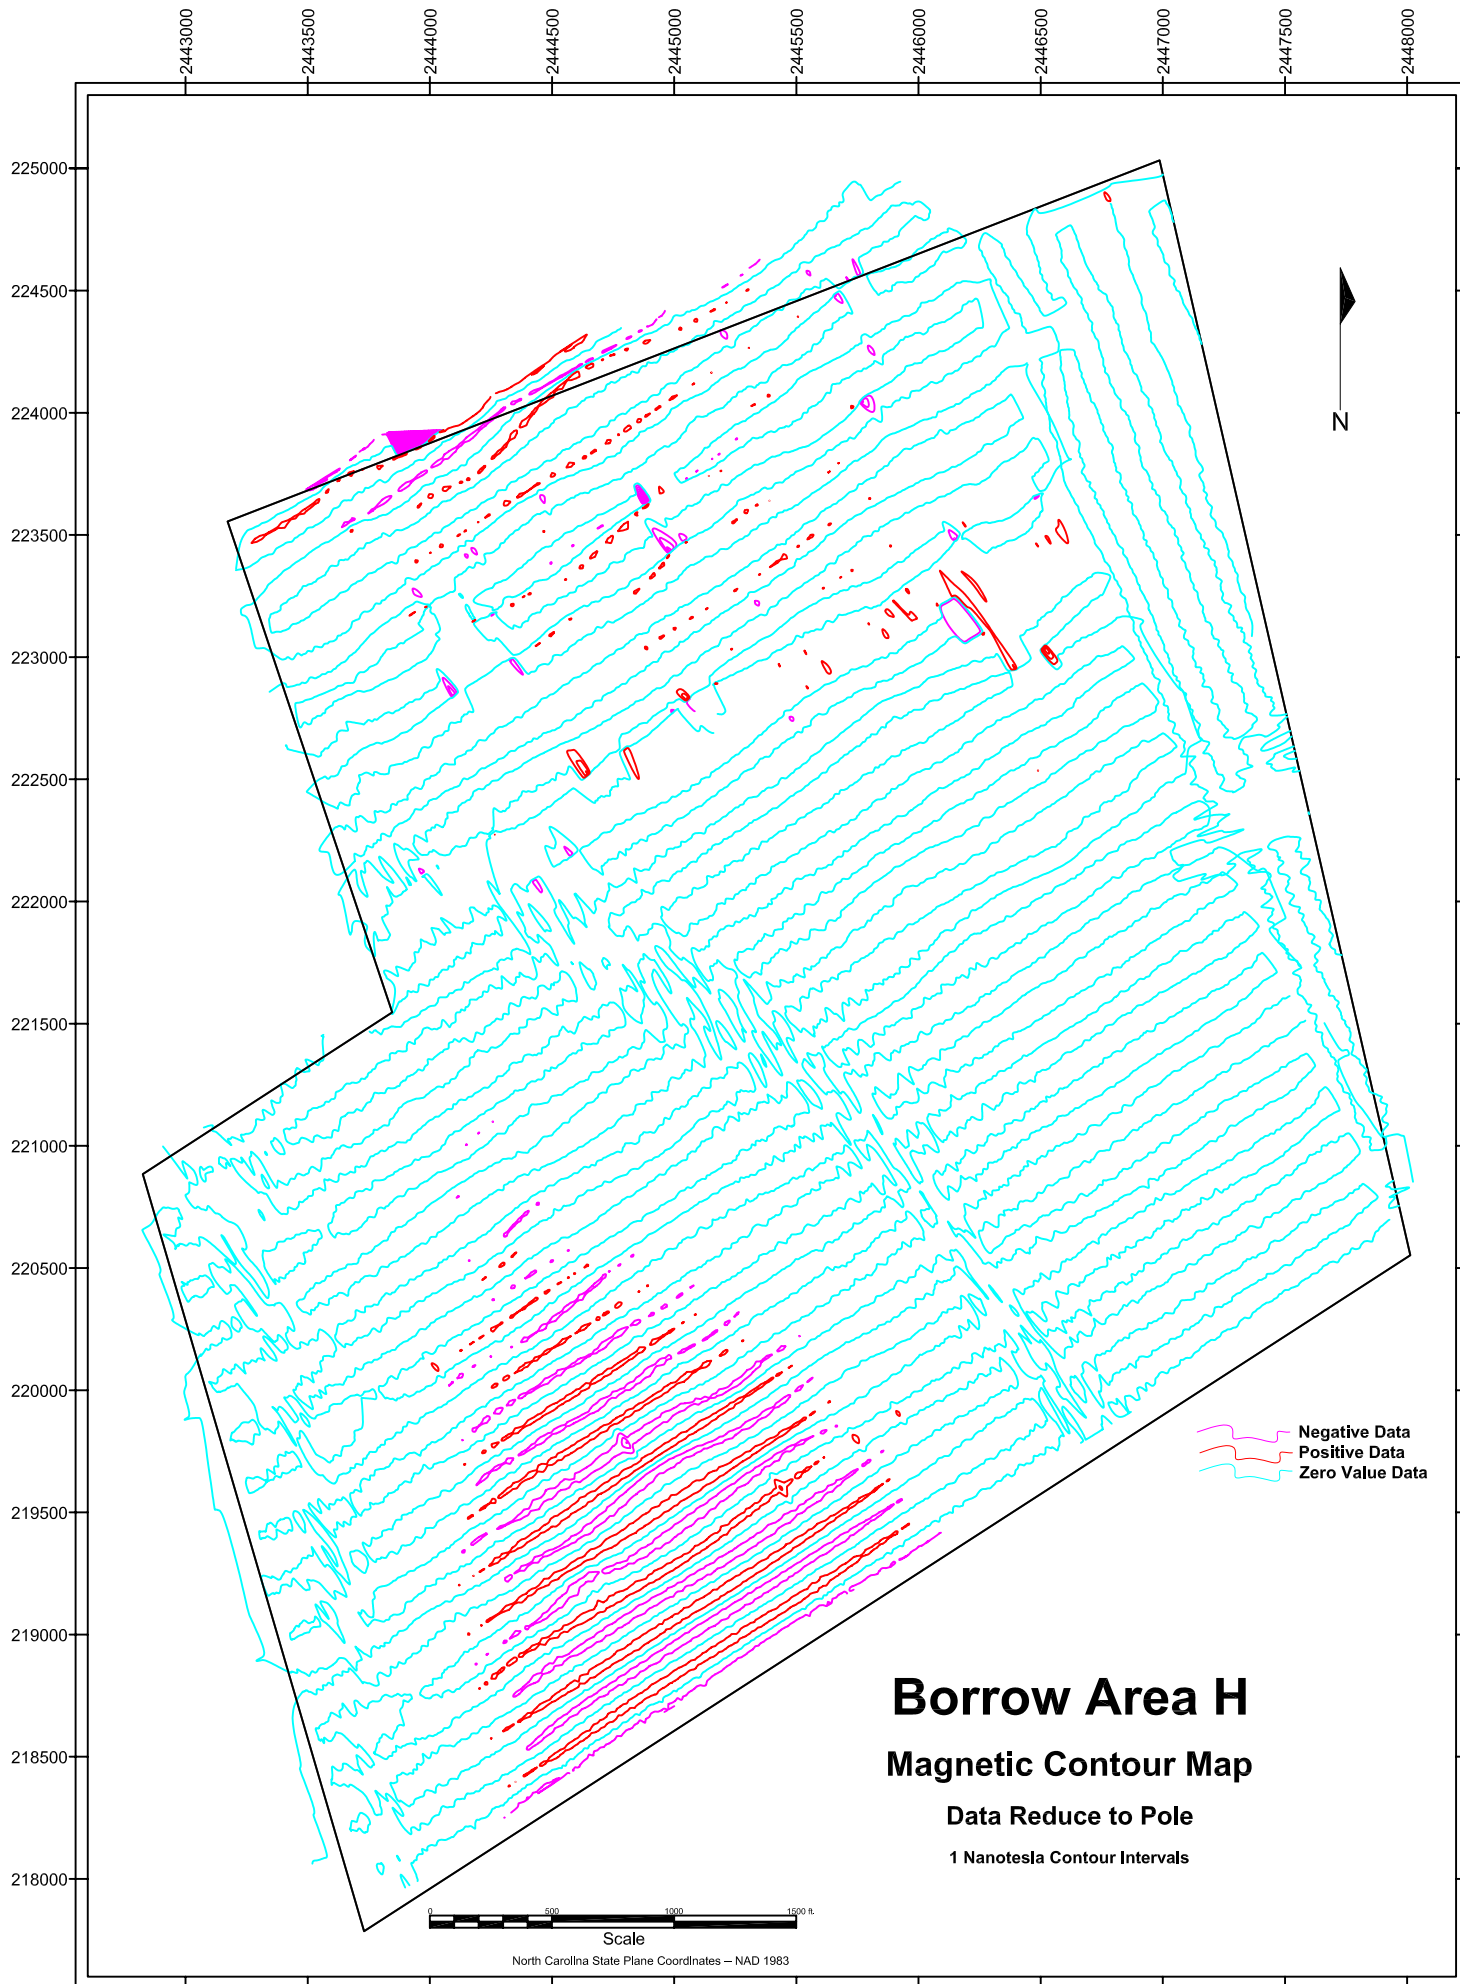 2443000
2443500
2444000
2444500
2445000
2445500
2446000
2446500
2447000
2447500
2448000
225000
224500
224000
223500
223000
222500
222000
221500
221000
220500
220000
219500
219000
218500
218000
N
Negative Data
Positive Data
Zero Value Data
Borrow Area H
Magnetic Contour Map
Data Reduce to Pole
1 Nanotesla Contour Intervals
0 500 1000 1500 ft.
Scale
North Carolina State Plane Coordinates – NAD 1983